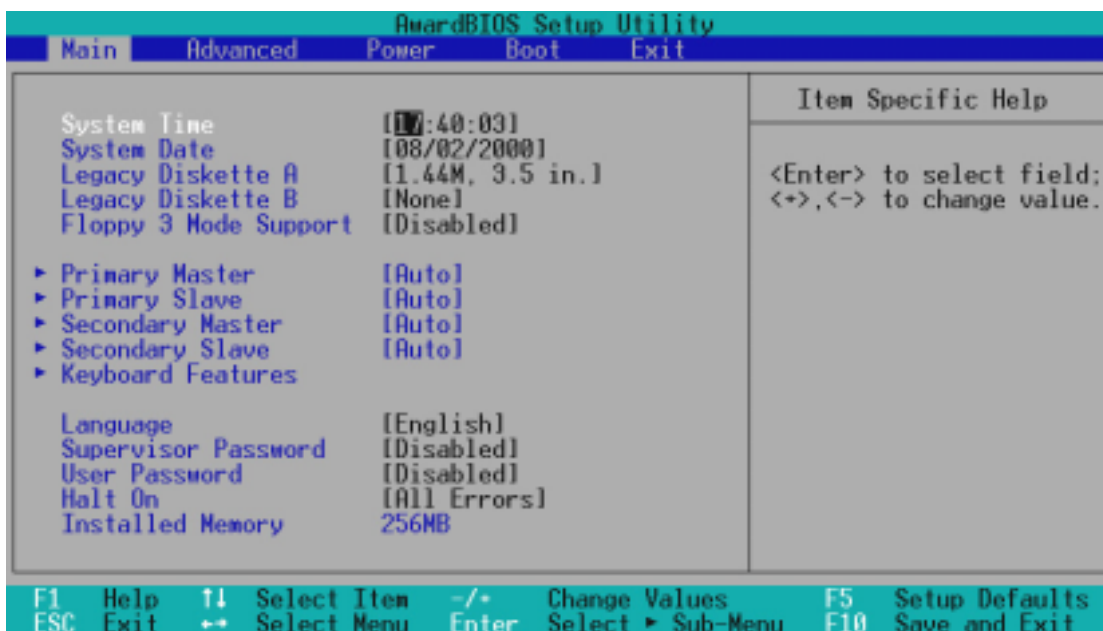 AwardBIOS Setup Utility
Main Advanced Power Boot Exit
System Time [17:40:03]
System Date [08/02/2000]
Legacy Diskette A [1.44M, 3.5 in.]
Legacy Diskette B [None]
Floppy 3 Mode Support [Disabled]
► Primary Master [Auto]
► Primary Slave [Auto]
► Secondary Master [Auto]
► Secondary Slave [Auto]
► Keyboard Features
Language [English]
Supervisor Password [Disabled]
User Password [Disabled]
Halt On [All Errors]
Installed Memory 256MB
Item Specific Help
<Enter> to select field;
<+>,<-> to change value.
F1 Help ↑↓ Select Item -/+ Change Values F5 Setup Defaults
ESC Exit ←→ Select Menu Enter Select ► Sub-Menu F10 Save and Exit